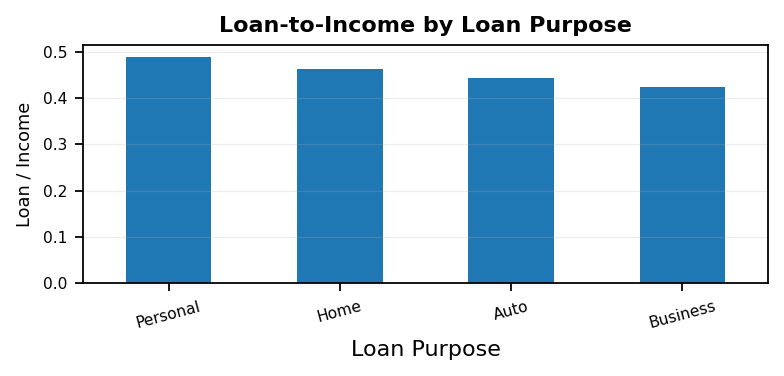 Loan-to-Income by Loan Purpose
Loan / Income
0.5
0.4
0.3
0.2
0.1
0.0
Personal
Home
Auto
Business
Loan Purpose